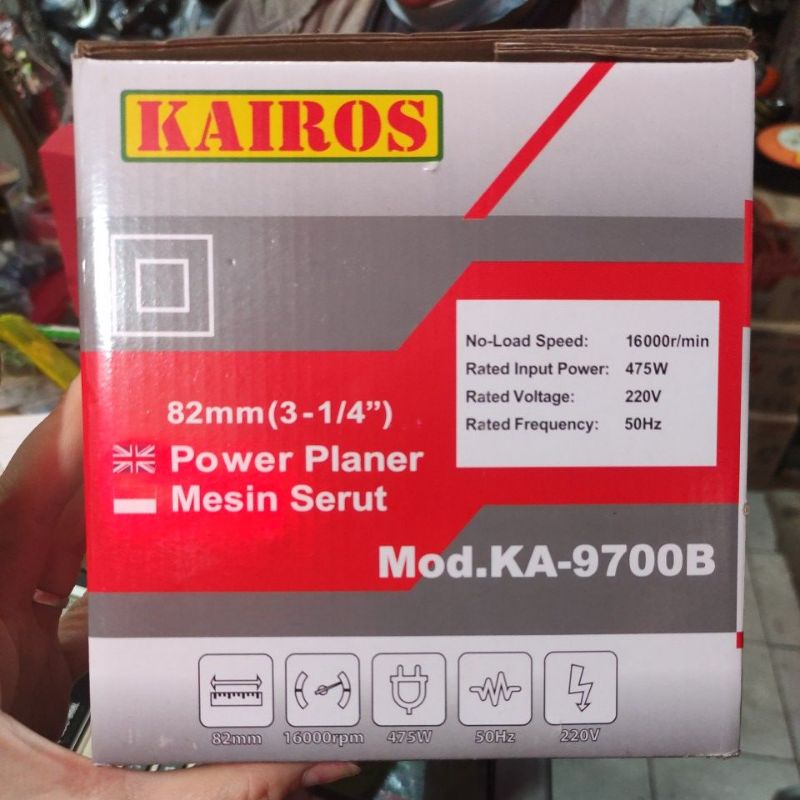 KAIROS
No-Load Speed: 16000r/min
Rated Input Power: 475W
Rated Voltage: 220V
Rated Frequency: 50Hz
82mm(3-1/4”)
Power Planer
Mesin Serut
Mod.KA-9700B
82mm 16000rpm 475W 50Hz 220V